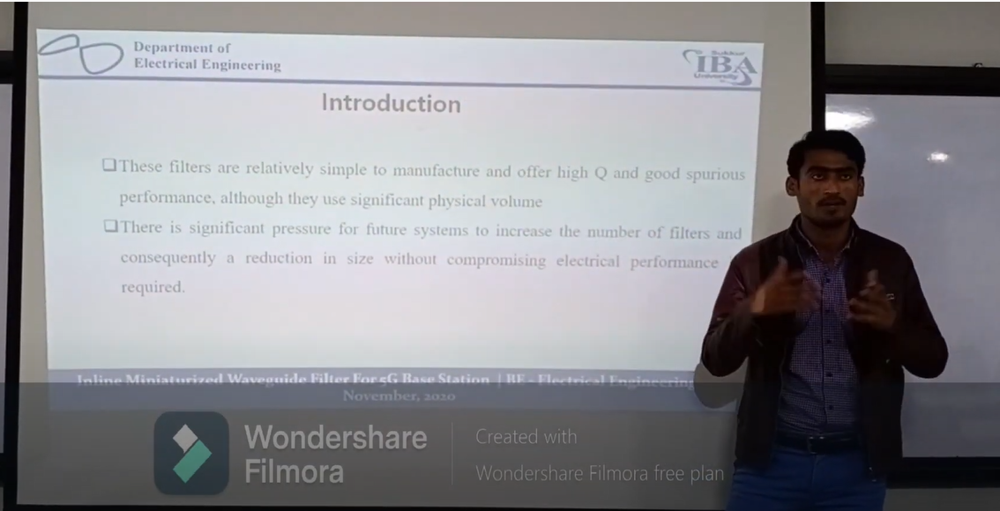 Department of
Electrical Engineering
Sukkur
IBA
University
Introduction
❑These filters are relatively simple to manufacture and offer high Q and good spurious
performance, although they use significant physical volume
❑There is significant pressure for future systems to increase the number of filters and
consequently a reduction in size without compromising electrical performance
required.
Inline Miniaturized Waveguide Filter For 5G Base Station | BE - Electrical Engineering
November, 2020
Wondershare
Filmora
Created with
Wondershare Filmora free plan